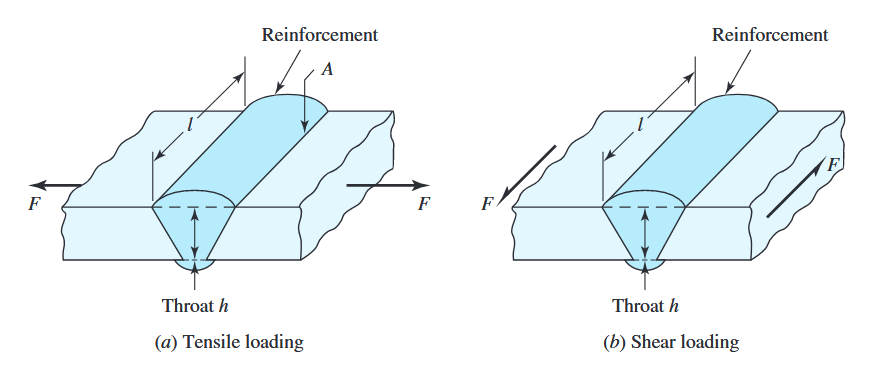 Reinforcement
A
l
F
F
Throat h
(a) Tensile loading
Reinforcement
l
F
F
Throat h
(b) Shear loading